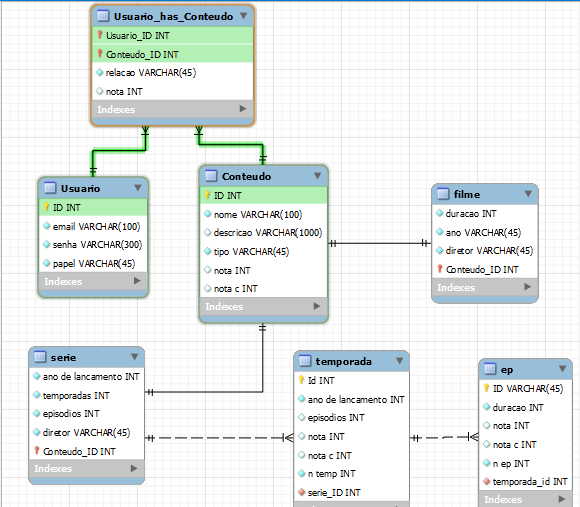 Usuario_has_Conteudo
Usuario_ID INT
Conteudo_ID INT
relacao VARCHAR(45)
nota INT
Indexes
Usuario
ID INT
email VARCHAR(100)
senha VARCHAR(300)
papel VARCHAR(45)
Indexes
Conteudo
ID INT
nome VARCHAR(100)
descricao VARCHAR(1000)
tipo VARCHAR(45)
nota INT
nota c INT
Indexes
filme
duracao INT
ano VARCHAR(45)
diretor VARCHAR(45)
Conteudo_ID INT
Indexes
serie
ano de lancamento INT
temporadas INT
episodios INT
diretor VARCHAR(45)
Conteudo_ID INT
Indexes
temporada
Id INT
ano de lancamento INT
episodios INT
nota INT
nota c INT
n temp INT
serie_ID INT
Indexes
ep
ID VARCHAR(45)
duracao INT
nota INT
nota c INT
n ep INT
temporada_id INT
Indexes